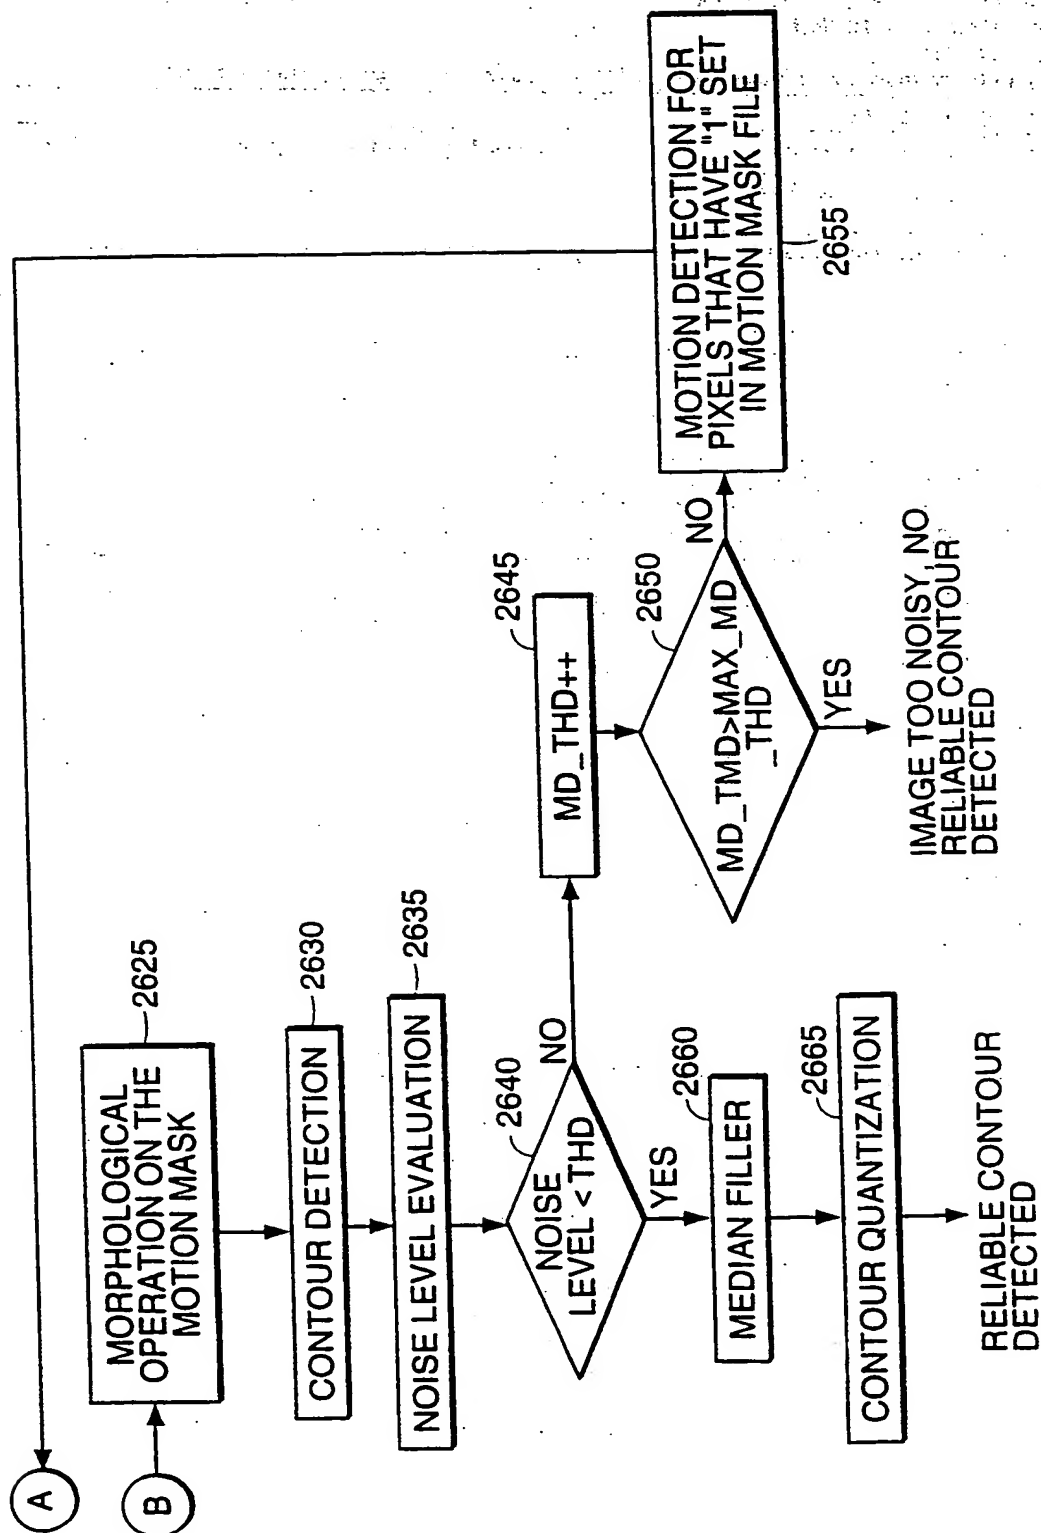 A
B
MORPHOLOGICAL
OPERATION ON THE
MOTION MASK
2625
CONTOUR DETECTION
2630
NOISE LEVEL EVALUATION
2635
NOISE
LEVEL < THD
2640
NO
YES
MD_THD++
2645
MD_TMD>MAX_MD
_THD
2650
NO
YES
MOTION DETECTION FOR
PIXELS THAT HAVE "1" SET
IN MOTION MASK FILE
2655
IMAGE TOO NOISY, NO
RELIABLE CONTOUR
DETECTED
MEDIAN FILLER
2660
CONTOUR QUANTIZATION
2665
RELIABLE CONTOUR
DETECTED